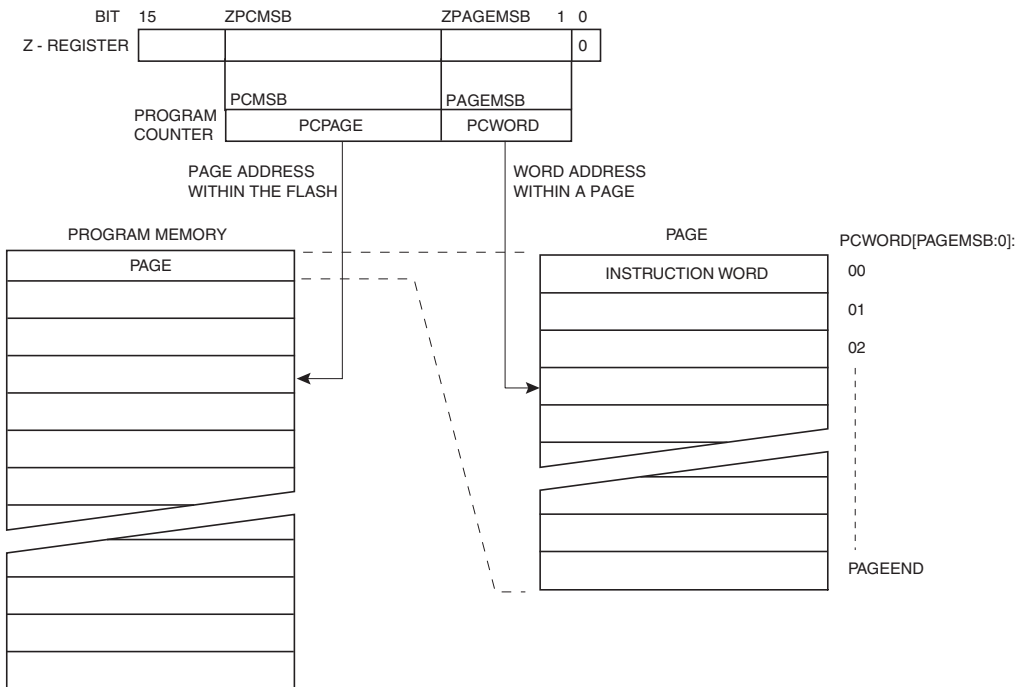 BIT 15 ZPCMSB ZPAGEMSB 1 0
Z - REGISTER 0
PCMSB PAGEMSB
PROGRAM
COUNTER
PCPAGE PCWORD
PAGE ADDRESS
WITHIN THE FLASH
WORD ADDRESS
WITHIN A PAGE
PROGRAM MEMORY
PAGE
PAGE
INSTRUCTION WORD
PCWORD[PAGEMSB:0]:
00
01
02
PAGEEND